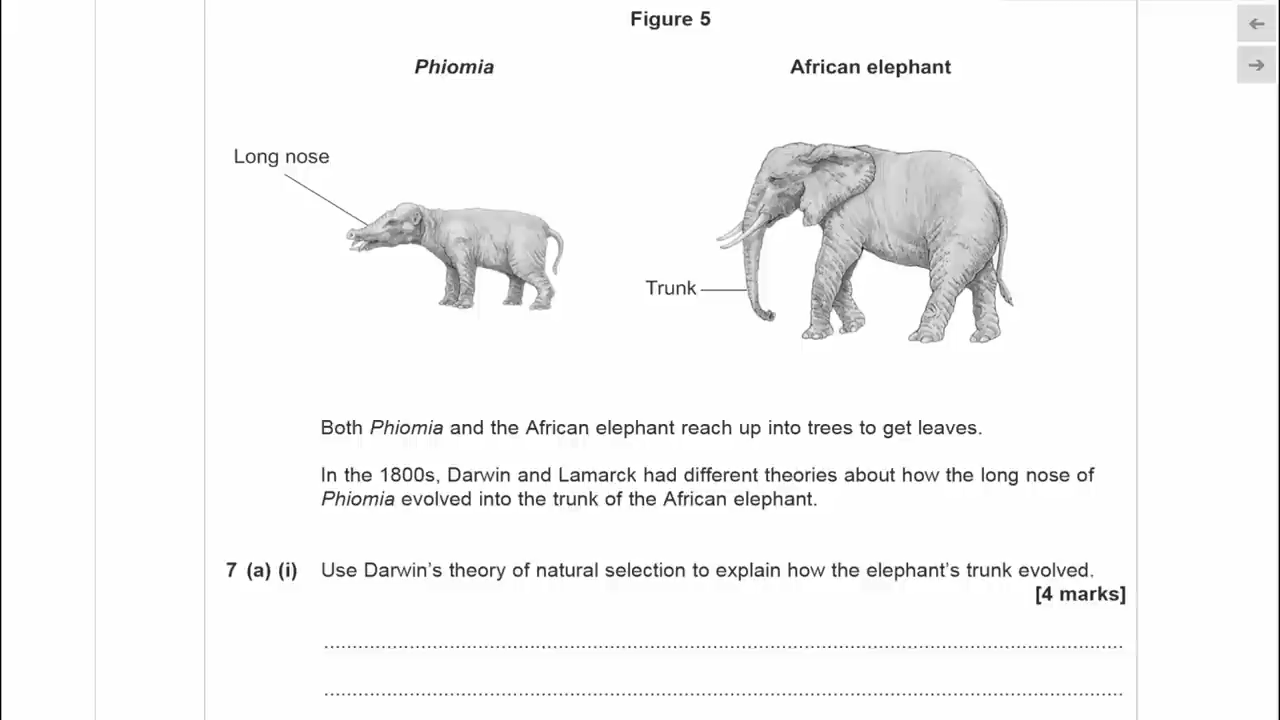 Figure 5
Phiomia
African elephant
Long nose
Trunk
Both Phiomia and the African elephant reach up into trees to get leaves.
In the 1800s, Darwin and Lamarck had different theories about how the long nose of
Phiomia evolved into the trunk of the African elephant.
7 (a) (i) Use Darwin's theory of natural selection to explain how the elephant's trunk evolved.
[4 marks]